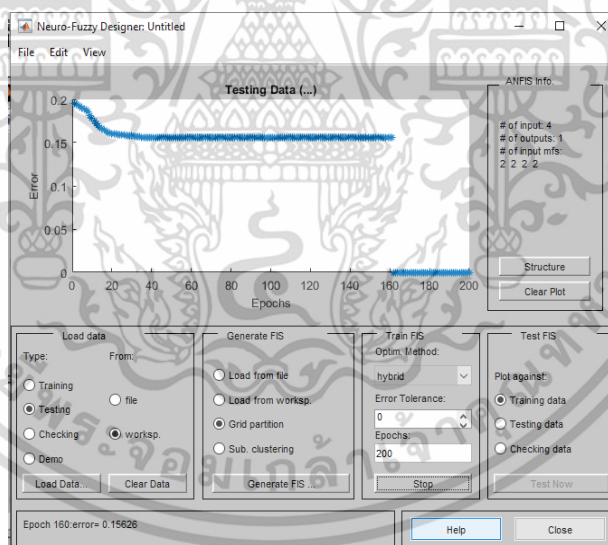 Neuro-Fuzzy Designer: Untitled
File Edit View
Testing Data (...)
Error
0.2
0.15
0.1
0.05
0
0 20 40 60 80 100 120 140 160 180 200
Epochs
ANFIS Info.
# of input: 4
# of outputs: 1
# of input mfs:
2 2 2 2
Structure
Clear Plot
Load data
Type: From:
Training
Testing
Checking
Demo
file
worksp.
Load Data... Clear Data
Generate FIS
Load from file
Load from worksp.
Grid partition
Sub. clustering
Generate FIS ...
Train FIS
Optim. Method:
hybrid
Error Tolerance:
0
Epochs:
200
Stop
Test FIS
Plot against:
Training data
Testing data
Checking data
Test Now
Epoch 160:error= 0.15626
Help Close